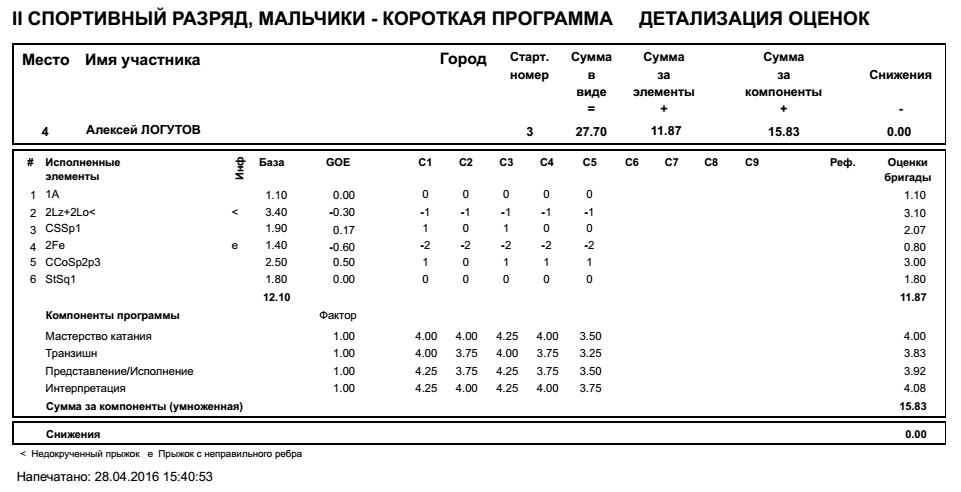 II СПОРТИВНЫЙ РАЗРЯД, МАЛЬЧИКИ - КОРОТКАЯ ПРОГРАММА ДЕТАЛИЗАЦИЯ ОЦЕНОК
Место Имя участника Город Старт. номер Сумма в виде = Сумма за элементы + Сумма за компоненты + Снижения -
4 Алексей ЛОГУТОВ 3 27.70 11.87 15.83 0.00
# Исполненные элементы Инф База GOE C1 C2 C3 C4 C5 C6 C7 C8 C9 Реф. Оценки бригады
1 1A 1.10 0.00 0 0 0 0 0 1.10
2 2Lz+2Lo< < 3.40 -0.30 -1 -1 -1 -1 -1 3.10
3 CSSp1 1.90 0.17 1 0 1 0 0 2.07
4 2Fe e 1.40 -0.60 -2 -2 -2 -2 -2 0.80
5 CCoSp2p3 2.50 0.50 1 0 1 1 1 3.00
6 StSq1 1.80 0.00 0 0 0 0 0 1.80
12.10 11.87
Компоненты программы Фактор
Мастерство катания 1.00 4.00 4.00 4.25 4.00 3.50 4.00
Транзишн 1.00 4.00 3.75 4.00 3.75 3.25 3.83
Представление/Исполнение 1.00 4.25 3.75 4.25 3.75 3.50 3.92
Интерпретация 1.00 4.25 4.00 4.25 4.00 3.75 4.08
Сумма за компоненты (умноженная) 15.83
Снижения 0.00
< Недокрученный прыжок e Прыжок с неправильного ребра
Напечатано: 28.04.2016 15:40:53